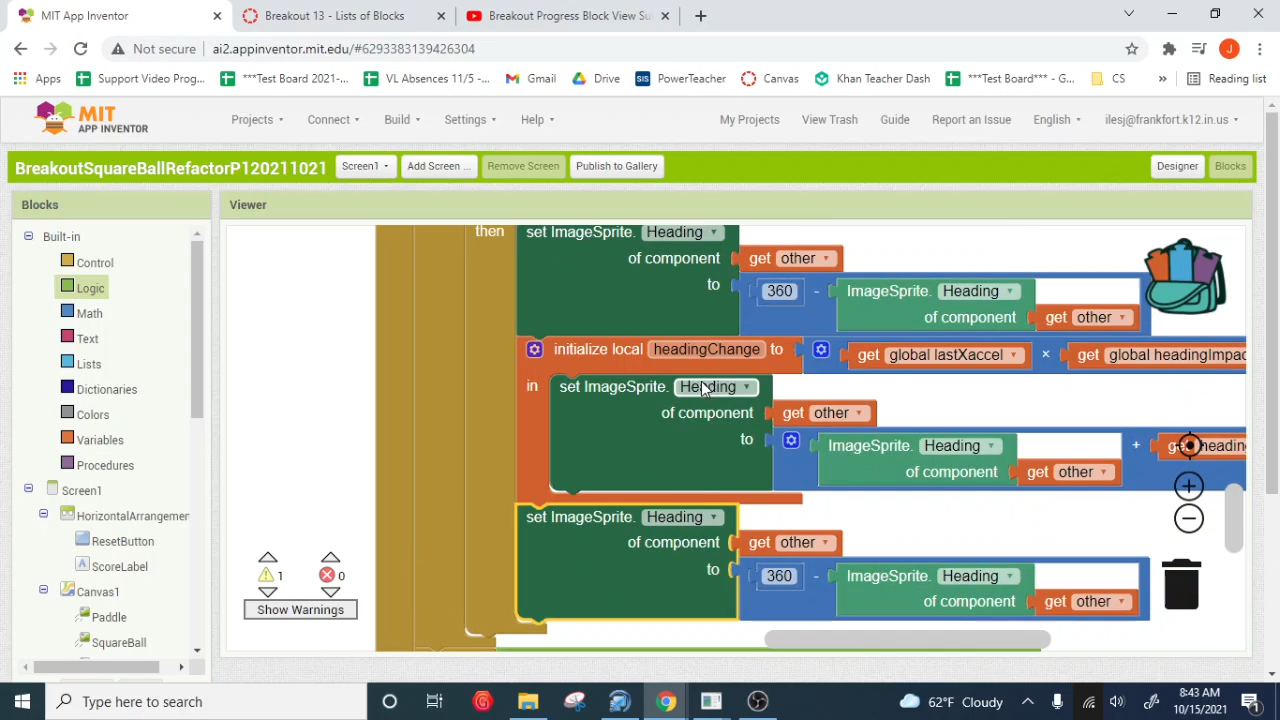 MIT App Inventor
Breakout 13 - Lists of Blocks
Breakout Progress Block View Su
Not secure
ai2.appinventor.mit.edu/#6293383139426304
Apps
Support Video Prog...
***Test Board 2021-...
VL Absences 11/5 -...
Gmail
Drive
SIS
PowerTeacher
Canvas
Khan Teacher Dash
***Test Board*** - G...
CS
Reading list
MIT
APP INVENTOR
Projects
Connect
Build
Settings
Help
My Projects
View Trash
Guide
Report an Issue
English
ilesj@frankfort.k12.in.us
BreakoutSquareBallRefactorP120211021
Screen1
Add Screen ...
Remove Screen
Publish to Gallery
Designer
Blocks
Blocks
Viewer
Built-in
Control
Logic
Math
Text
Lists
Dictionaries
Colors
Variables
Procedures
Screen1
HorizontalArrangemer
ResetButton
ScoreLabel
Canvas1
Paddle
SquareBall
then
set ImageSprite. Heading
of component get other
to 360 - ImageSprite. Heading
of component get other
initialize local headingChange to get global lastXaccel × get global headingImpac
in set ImageSprite. Heading
of component get other
to ImageSprite. Heading + get headin
of component get other
set ImageSprite. Heading
of component get other
to 360 - ImageSprite. Heading
of component get other
1
0
Show Warnings
Type here to search
62°F Cloudy
8:43 AM
10/15/2021
1